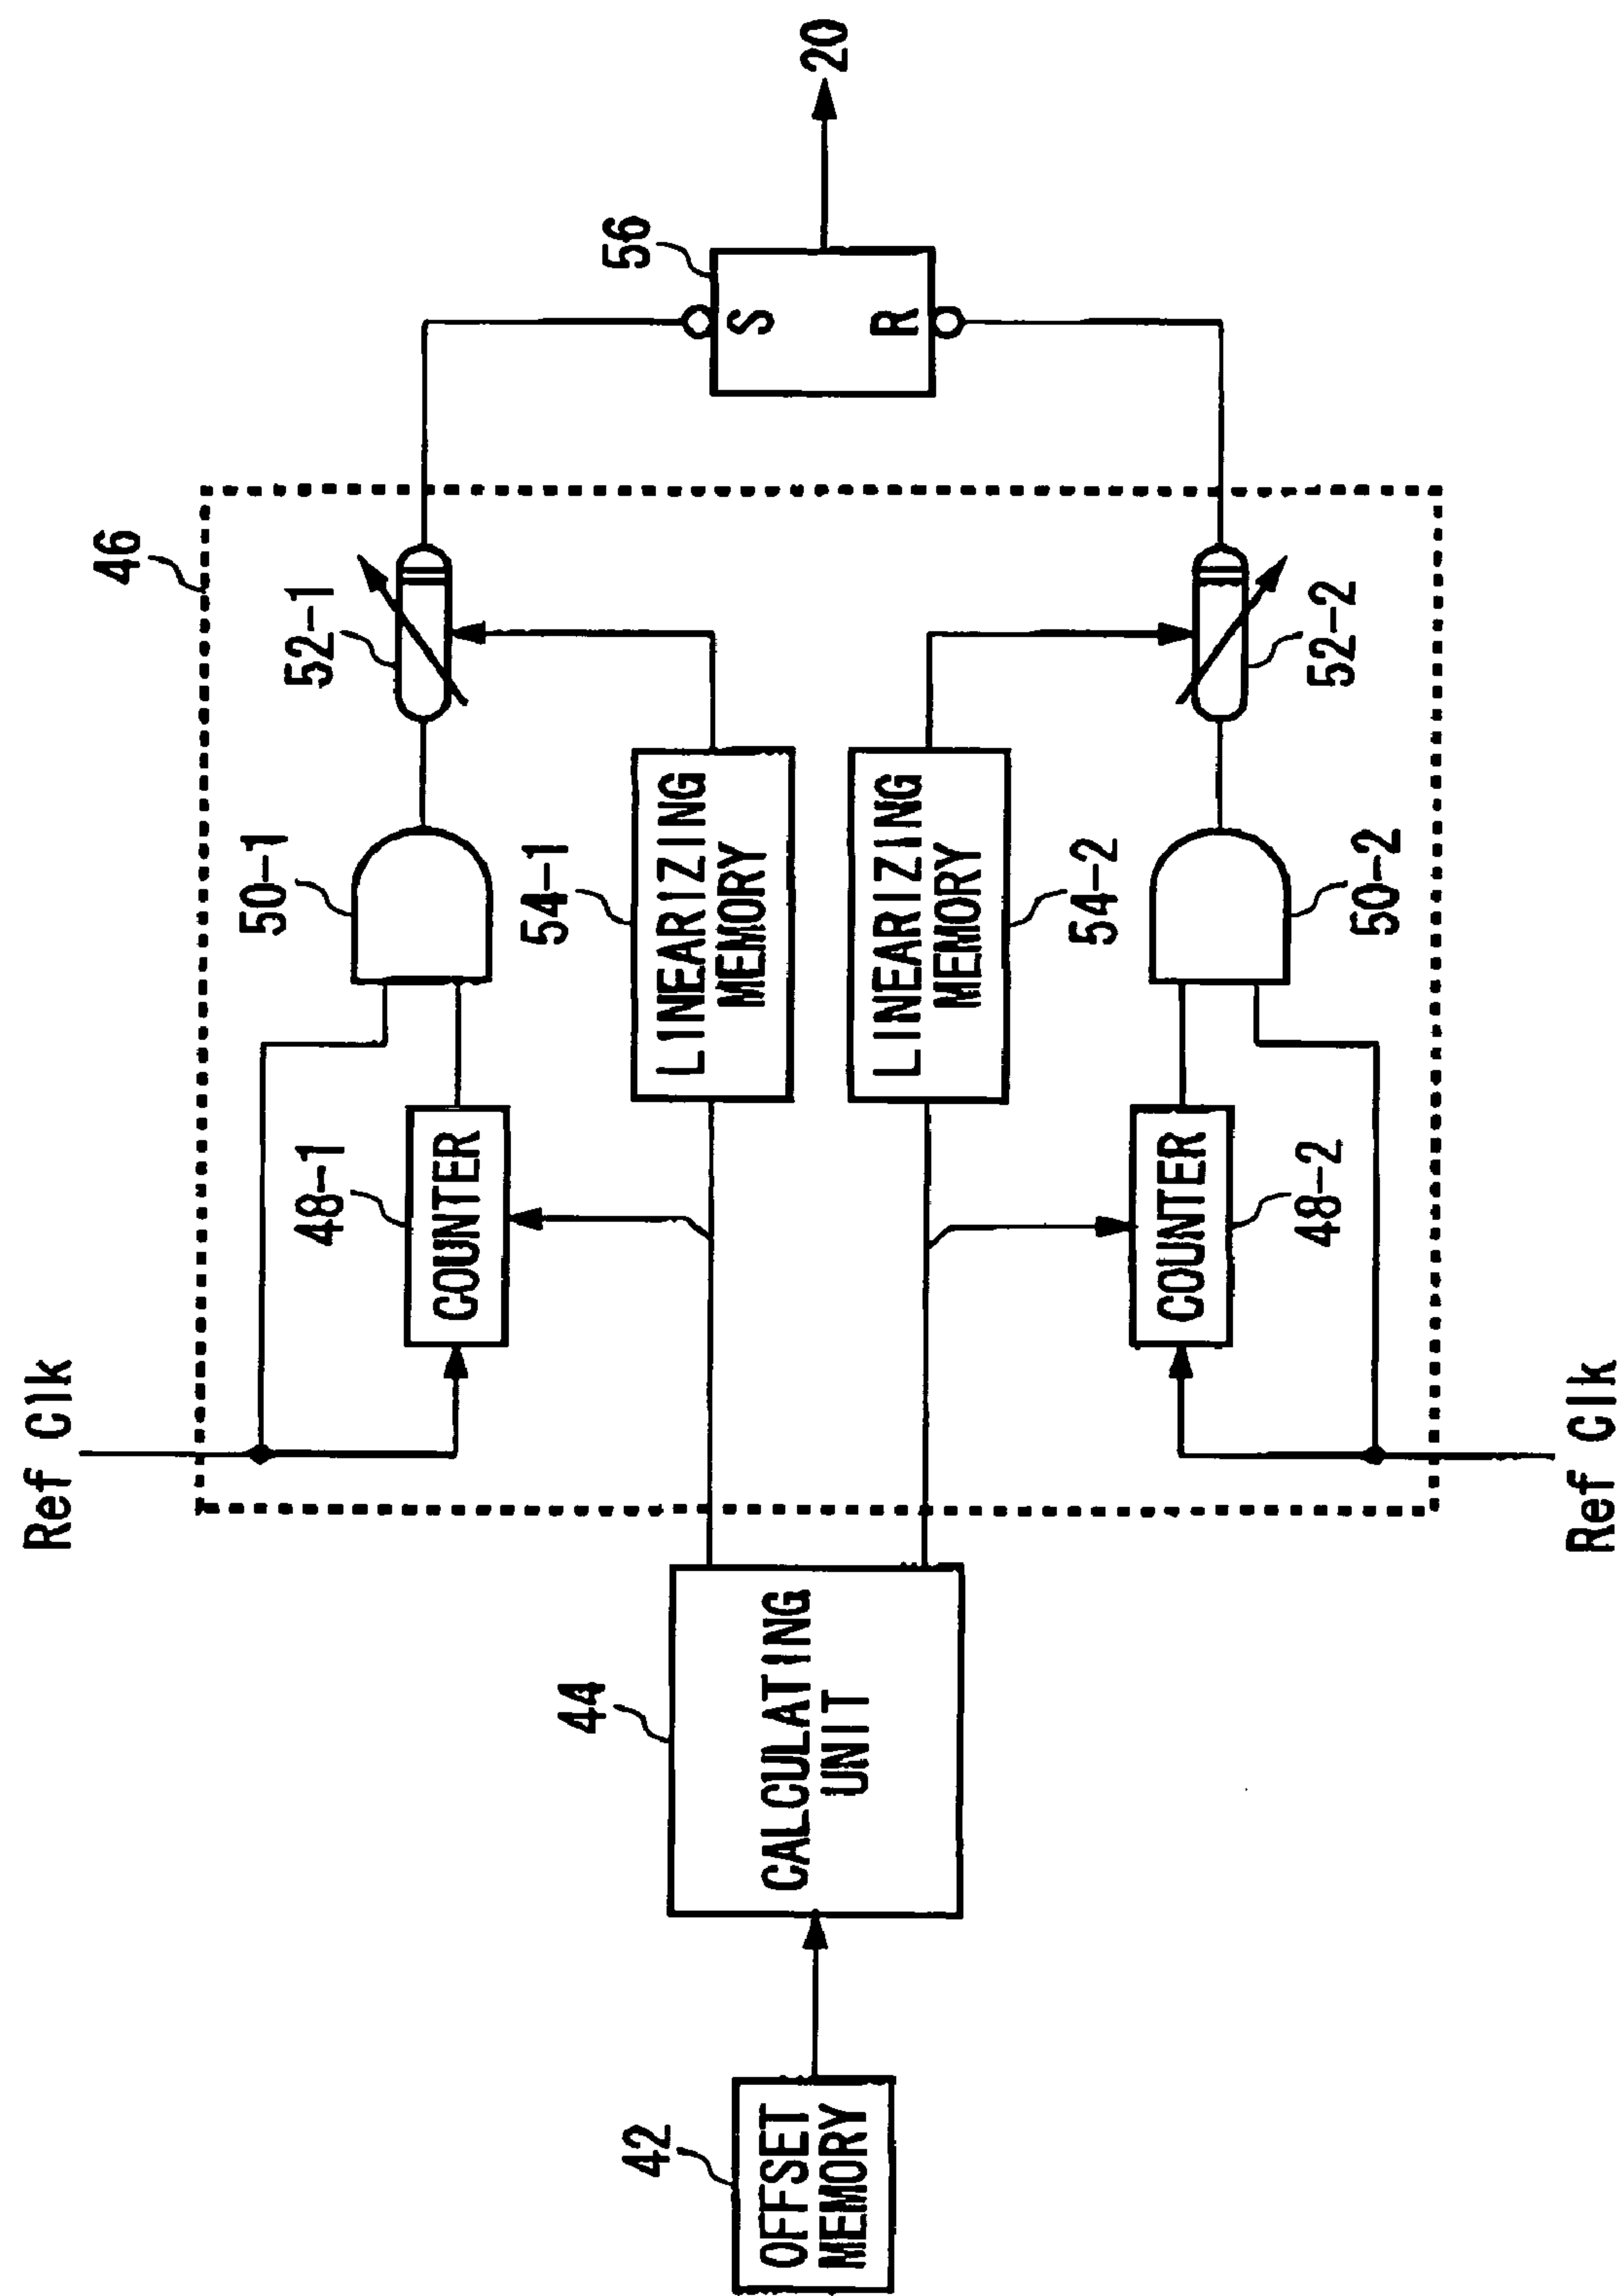 Ref Clk
46
52-1
50-1
48-1
COUNTER
54-1
LINEARIZING
MEMORY
56
S
R
20
44
CALCULATING
UNIT
42
OFFSET
MEMORY
LINEARIZING
MEMORY
54-2
COUNTER
48-2
50-2
52-2
Ref Clk